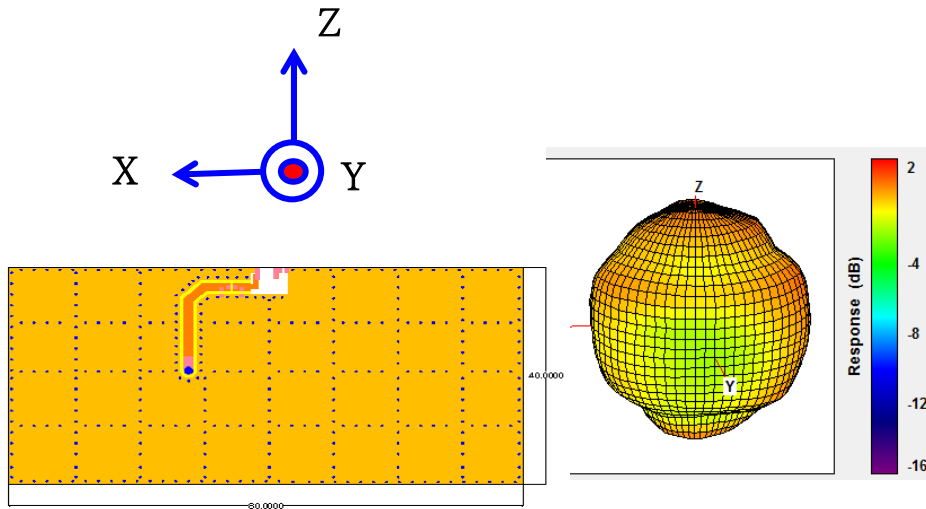 Z
X
Y
40.0000
80.0000
Z
Y
2
-4
-8
-12
-16
Response (dB)